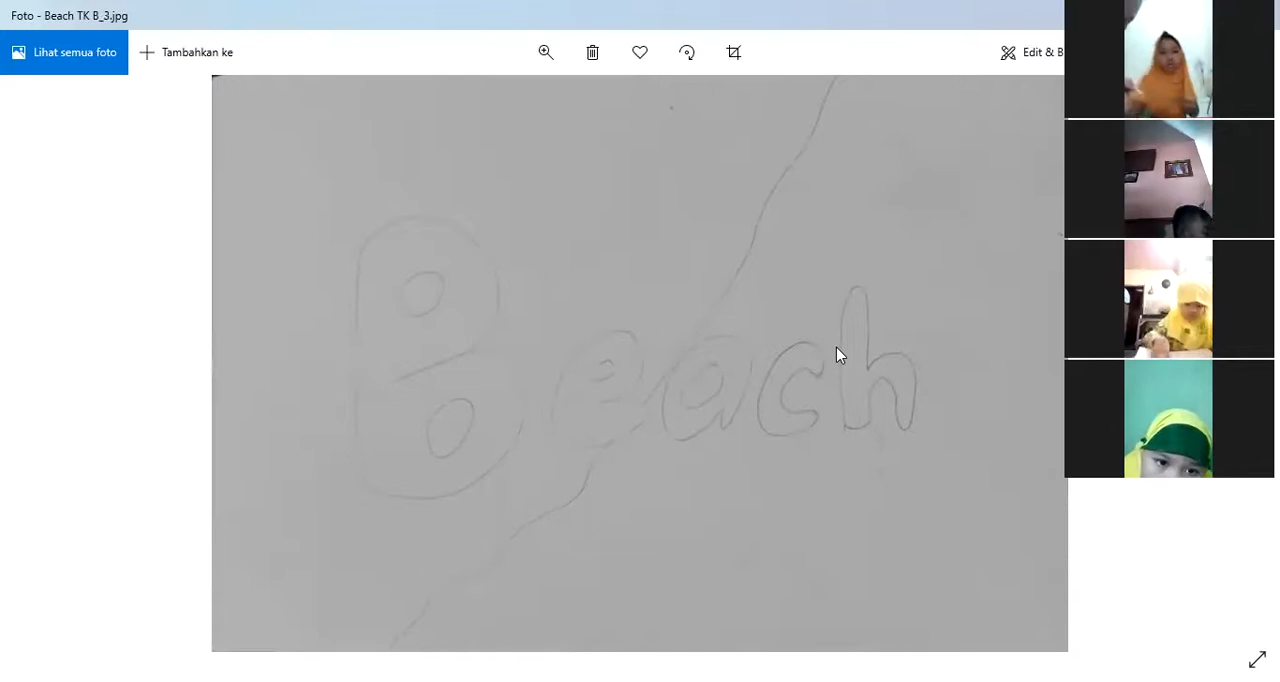 Foto - Beach TK B_3.jpg
Lihat semua foto
Tambahkan ke
Edit & B
Beach